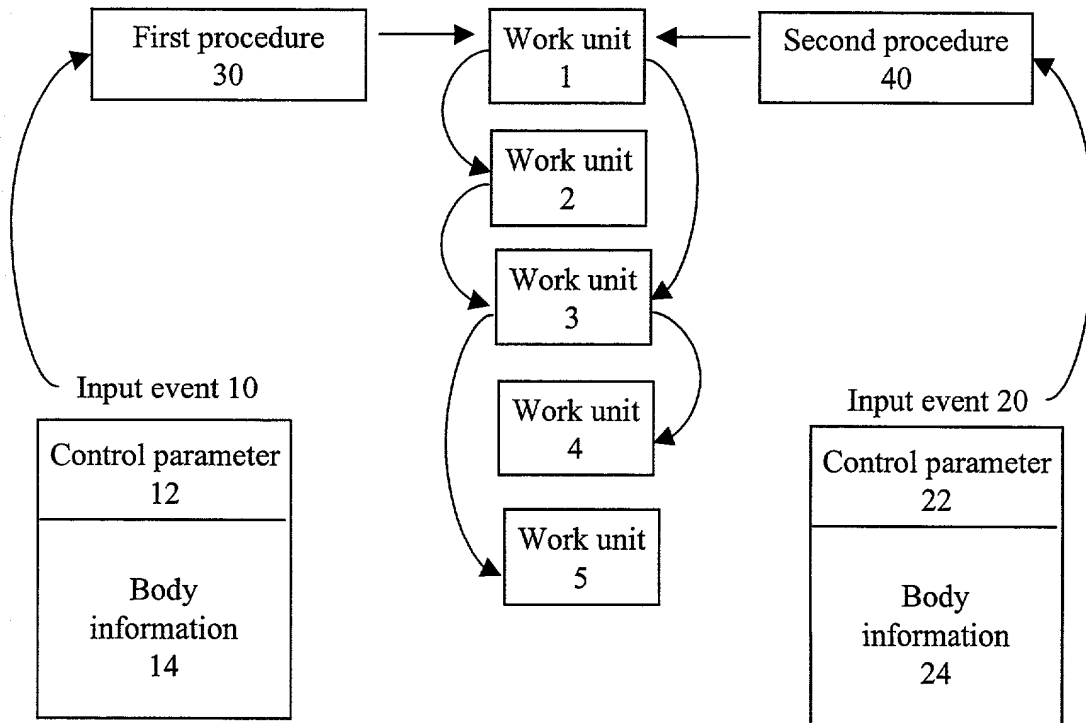 First procedure
30
Work unit
1
Second procedure
40
Work unit
2
Work unit
3
Input event 10
Control parameter
12
Body
information
14
Work unit
4
Work unit
5
Input event 20
Control parameter
22
Body
information
24